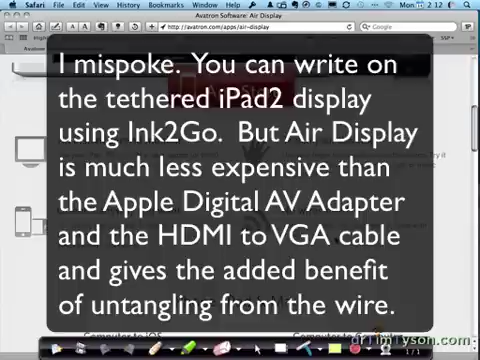 Safari File Edit View History Bookmarks Window Help
Avatron Software: Air Display
http://avatron.com/apps/air-display
I mispoke. You can write on
the tethered iPad2 display
using Ink2Go. But Air Display
is much less expensive than
the Apple Digital AV Adapter
and the HDMI to VGA cable
and gives the added benefit
of untangling from the wire.
Computer to iOS
drTimTyson.com